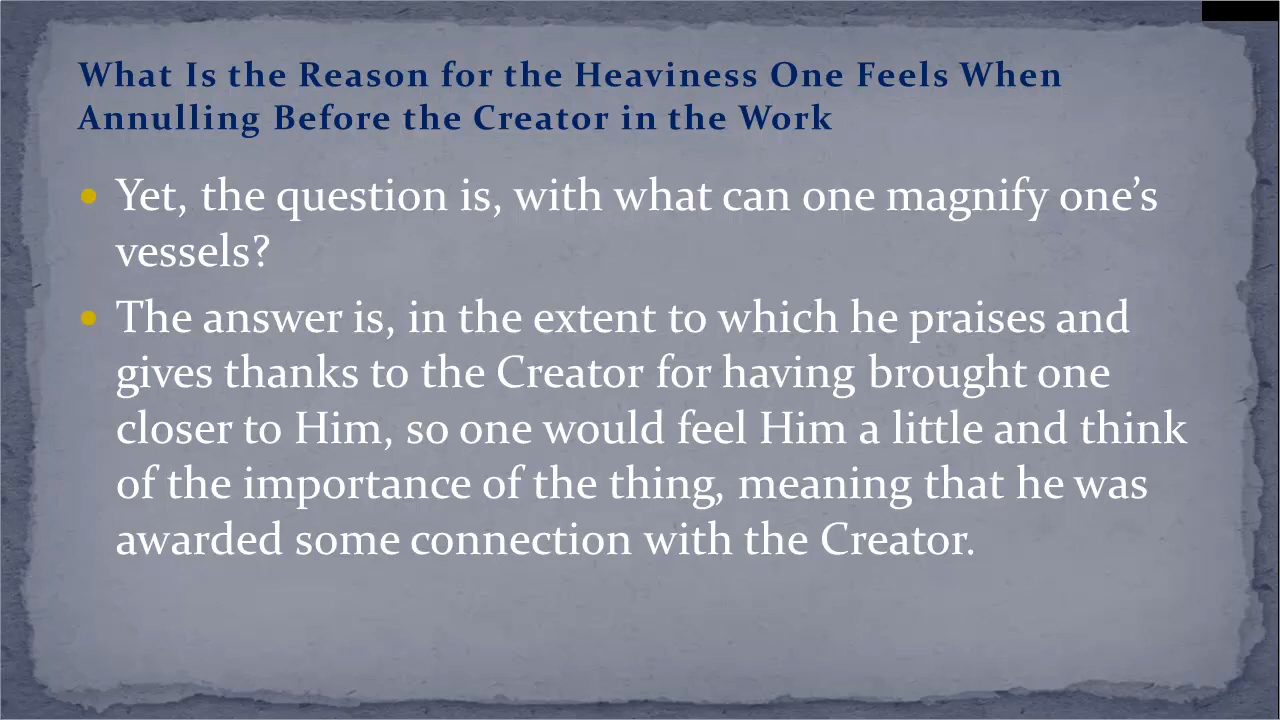 What Is the Reason for the Heaviness One Feels When
Annulling Before the Creator in the Work
• Yet, the question is, with what can one magnify one’s
vessels?
• The answer is, in the extent to which he praises and
gives thanks to the Creator for having brought one
closer to Him, so one would feel Him a little and think
of the importance of the thing, meaning that he was
awarded some connection with the Creator.